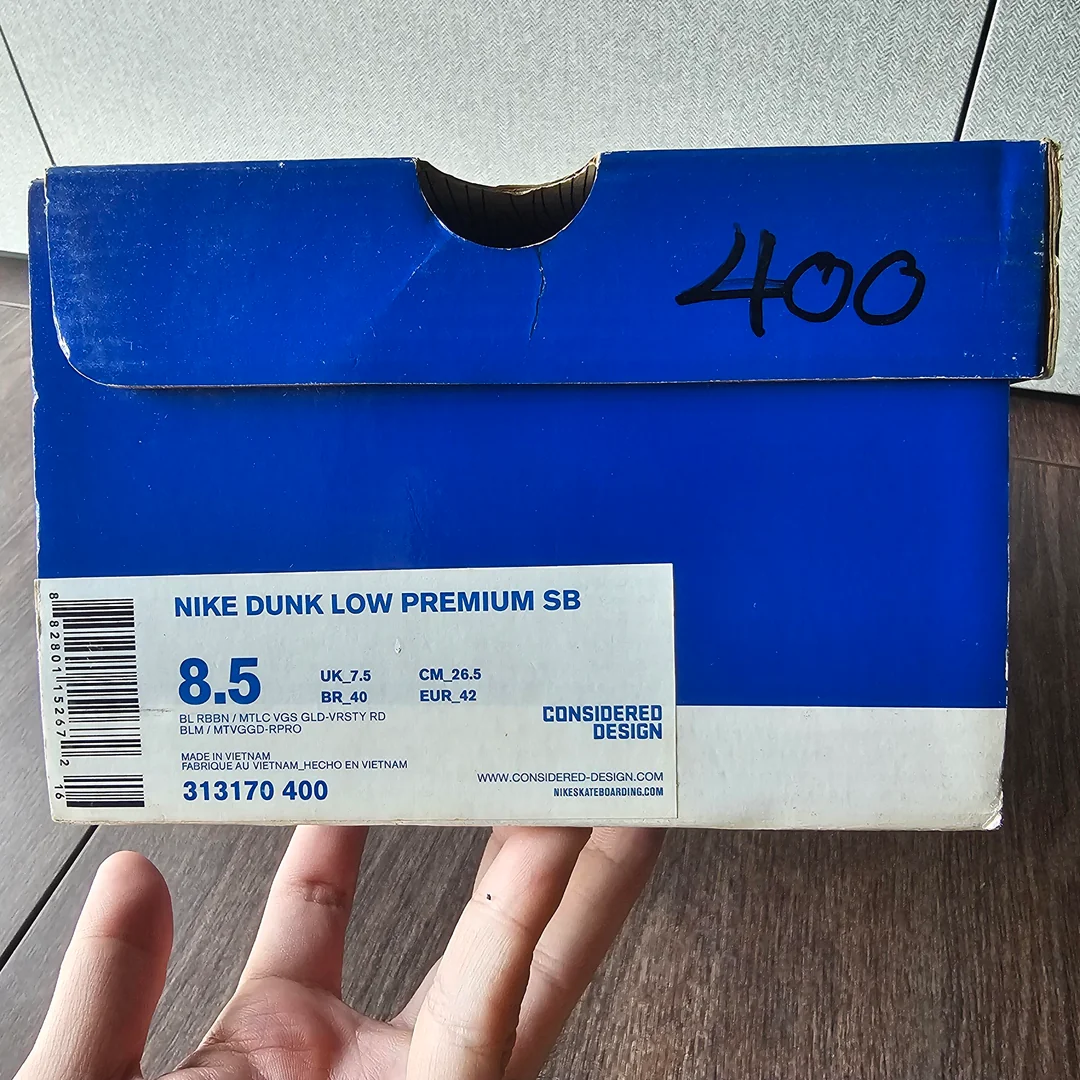 400
NIKE DUNK LOW PREMIUM SB
8.5
UK_7.5 CM_26.5
BR_40 EUR_42
BL RBBN / MTLC VGS GLD-VRSTY RD
BLM / MTVGGD-RPRO
CONSIDERED
DESIGN
MADE IN VIETNAM
FABRIQUE AU VIETNAM_HECHO EN VIETNAM
313170 400
WWW.CONSIDERED-DESIGN.COM
NIKESKATEBOARDING.COM
8 82801 15267 2 16